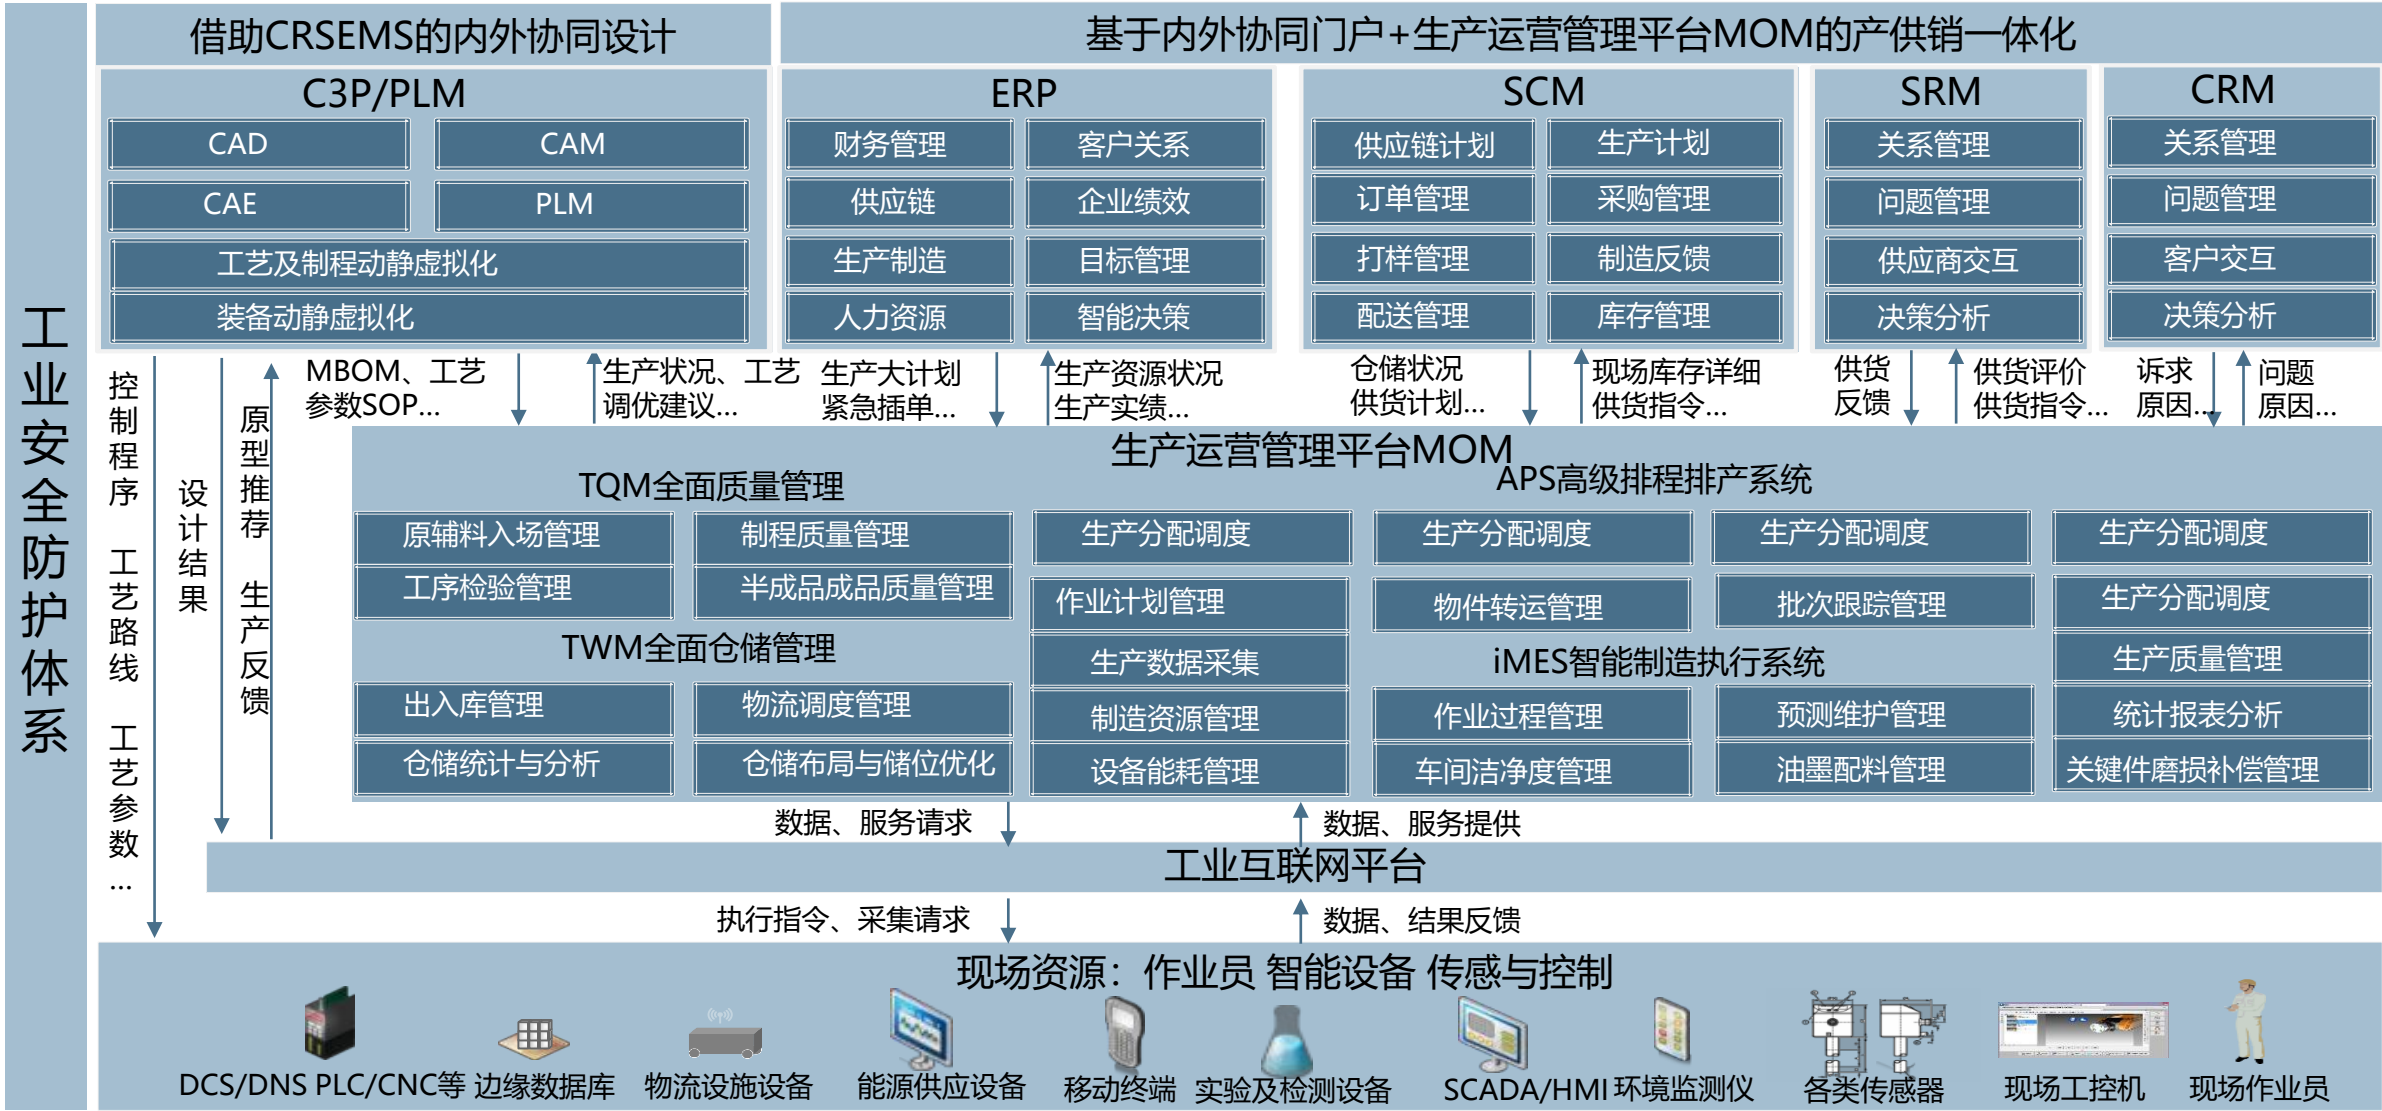 工业安全防护体系
借助CRSEMS的内外协同设计
基于内外协同门户+生产运营管理平台MOM的产供销一体化
C3P/PLM
CAD
CAM
CAE
PLM
工艺及制程动静虚拟化
装备动静虚拟化
ERP
财务管理
客户关系
供应链
企业绩效
生产制造
目标管理
人力资源
智能决策
SCM
供应链计划
生产计划
订单管理
采购管理
打样管理
制造反馈
配送管理
库存管理
SRM
关系管理
问题管理
供应商交互
决策分析
CRM
关系管理
问题管理
客户交互
决策分析
控制程序 工艺路线 工艺参数...
设计结果
原型推荐 生产反馈
MBOM、工艺
参数SOP...
生产状况、工艺
调优建议...
生产大计划
紧急插单...
生产资源状况
生产实绩...
仓储状况
供货计划...
现场库存详细
供货指令...
供货
反馈
供货评价
供货指令...
诉求
原因...
问题
原因...
生产运营管理平台MOM
TQM全面质量管理
APS高级排程排产系统
原辅料入场管理
制程质量管理
工序检验管理
半成品成品质量管理
TWM全面仓储管理
出入库管理
物流调度管理
仓储统计与分析
仓储布局与储位优化
生产分配调度
生产分配调度
生产分配调度
生产分配调度
作业计划管理
物件转运管理
批次跟踪管理
生产分配调度
生产数据采集
iMES智能制造执行系统
生产质量管理
制造资源管理
作业过程管理
预测维护管理
统计报表分析
设备能耗管理
车间洁净度管理
油墨配料管理
关键件磨损补偿管理
数据、服务请求
数据、服务提供
工业互联网平台
执行指令、采集请求
数据、结果反馈
现场资源：作业员 智能设备 传感与控制
DCS/DNS PLC/CNC等
边缘数据库
物流设施设备
能源供应设备
移动终端
实验及检测设备
SCADA/HMI
环境监测仪
各类传感器
现场工控机
现场作业员